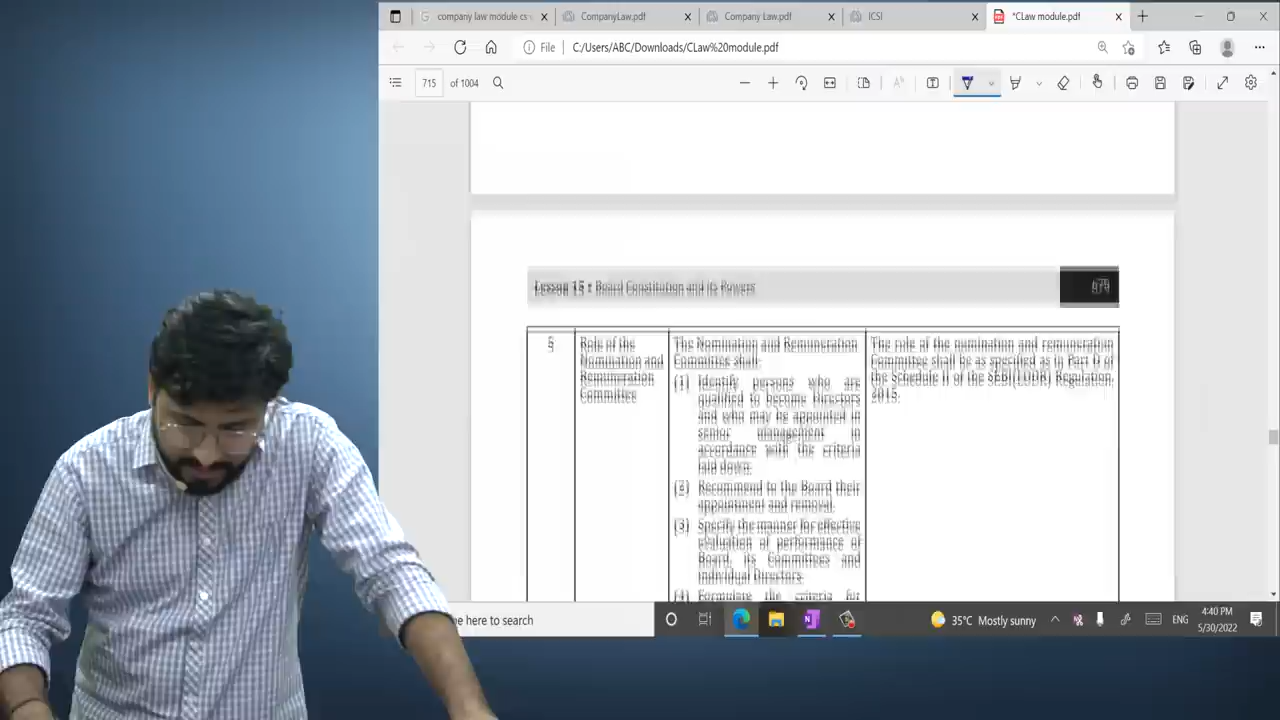 company law module cs
CompanyLaw.pdf
Company Law.pdf
ICSI
*CLaw module.pdf
File
C:/Users/ABC/Downloads/CLaw%20module.pdf
715
of 1004
Lesson 15 : Board Constitution and its Powers
Role of the
Nomination and
Remuneration
Committee
The Nomination and Remuneration
Committee shall:
(1) Identify persons who are
qualified to become Directors
and who may be appointed in
senior management in
accordance with the criteria
laid down.
(2) Recommend to the Board their
appointment and removal.
(3) Specify the manner for effective
evaluation of performance of
Board, its Committees and
individual Directors
(4) Formulate the criteria for
The role of the nomination and remuneration
Committee shall be as specified as in Part D of
the Schedule II of the SEBI(LODR) Regulation,
2015.
here to search
35°C Mostly sunny
ENG
4:40 PM
5/30/2022